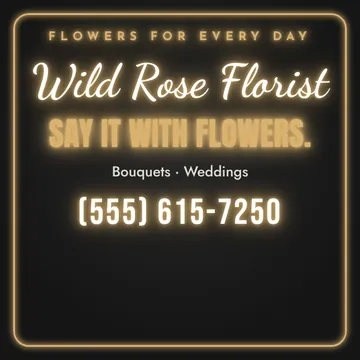 FLOWERS FOR EVERY DAY
Wild Rose Florist
SAY IT WITH FLOWERS.
Bouquets · Weddings
(555) 615-7250